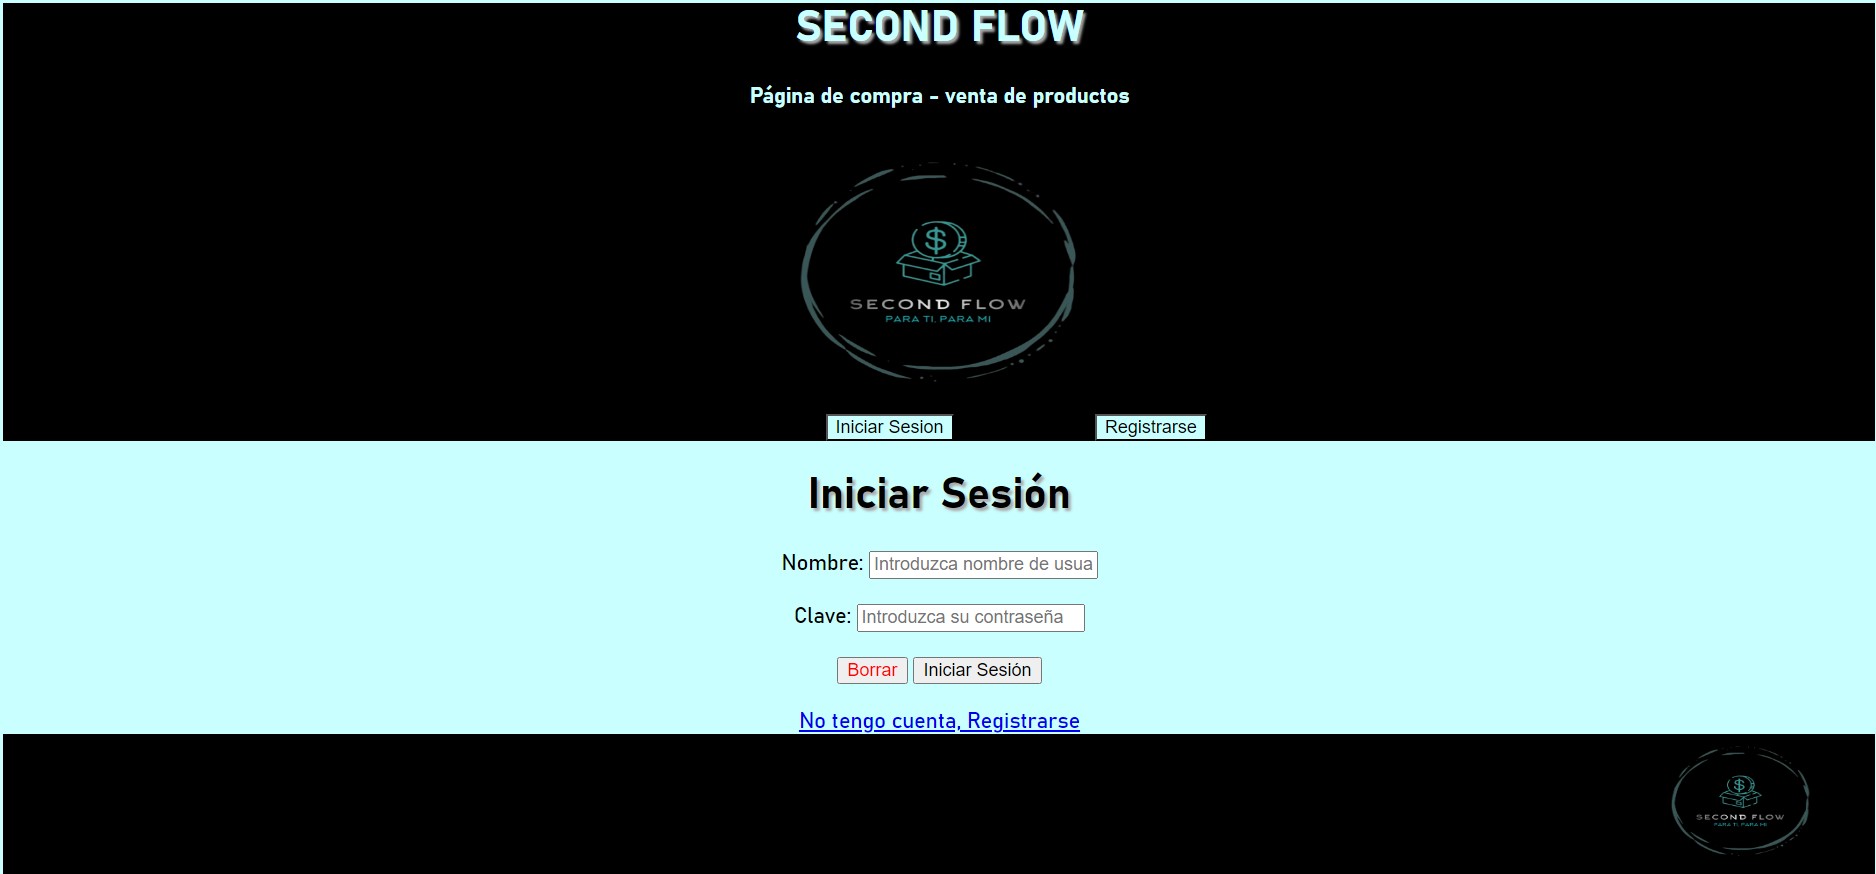 SECOND FLOW
Página de compra - venta de productos
$
SECOND FLOW
PARA TI, PARA MI
Iniciar Sesion
Registrarse
Iniciar Sesión
Nombre: Introduzca nombre de usua
Clave: Introduzca su contraseña
Borrar Iniciar Sesión
No tengo cuenta, Registrarse
$
SECOND FLOW
PARA TI, PARA MI